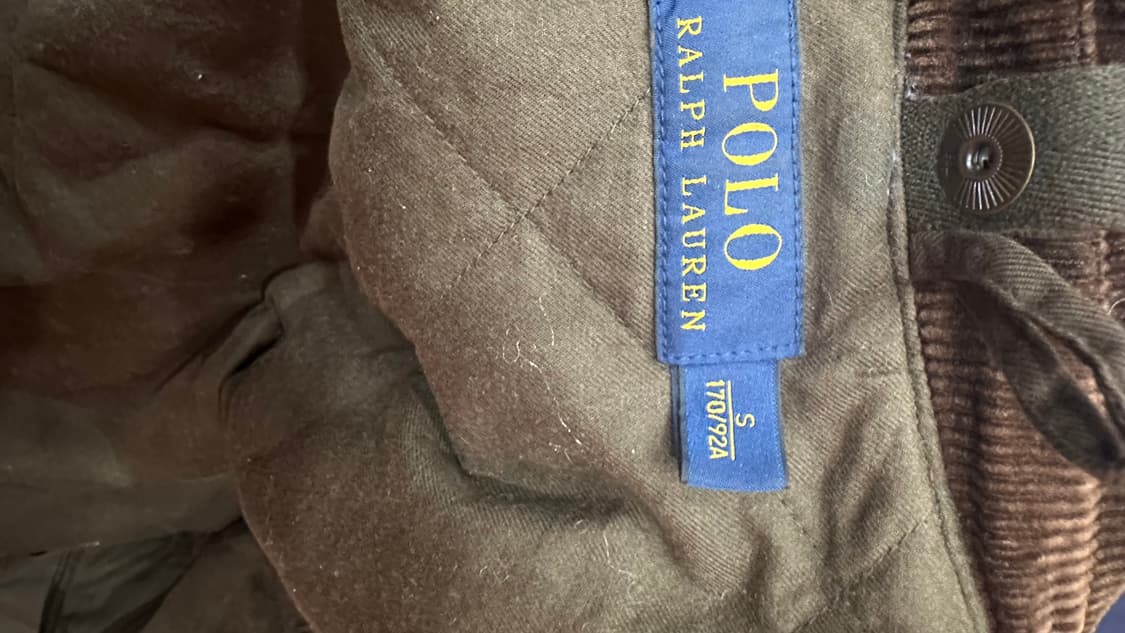 POLO
RALPH LAUREN
S
170/92A